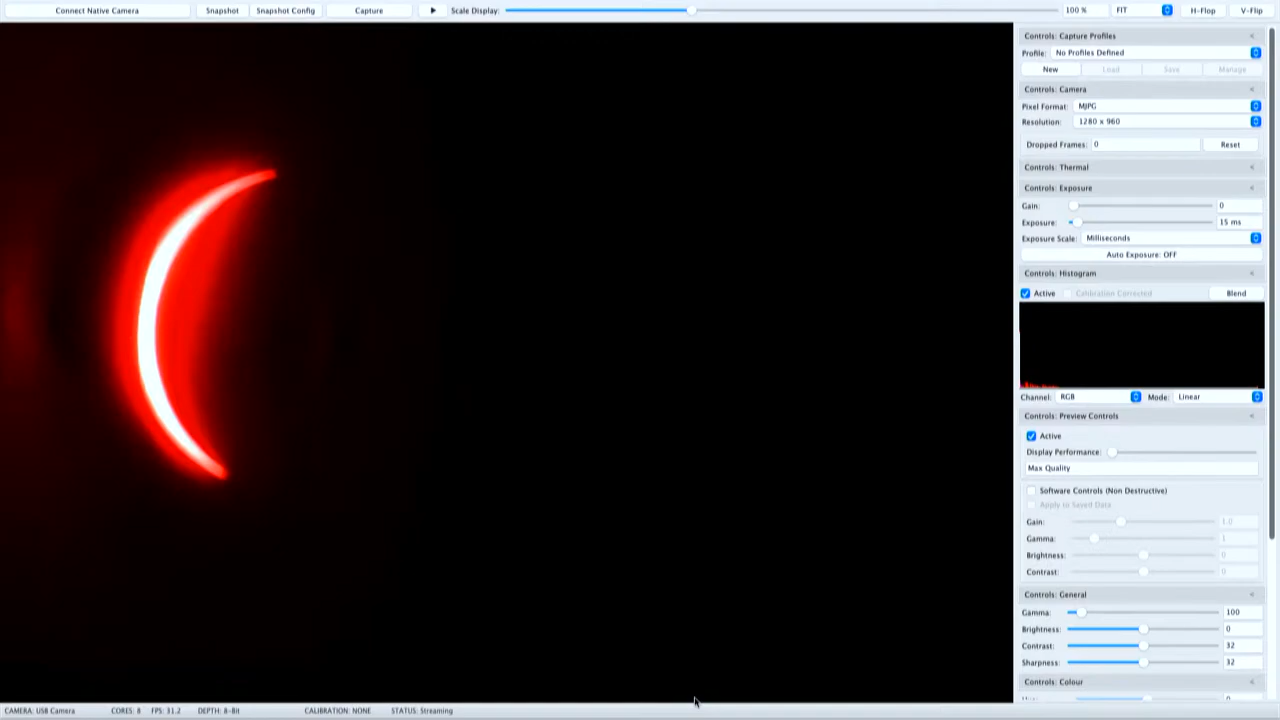 Connect Native Camera Snapshot Snapshot Config Capture Scale Display: 100 % FIT H-Flop V-Flip
Controls: Capture Profiles
Profile: No Profiles Defined
New Load Save Manage
Controls: Camera
Pixel Format: MJPG
Resolution: 1280 x 960
Dropped Frames: 0 Reset
Controls: Thermal
Controls: Exposure
Gain: 0
Exposure: 15 ms
Exposure Scale: Milliseconds
Auto Exposure: OFF
Controls: Histogram
Active Calibration Corrected Blend
Channel: RGB Mode: Linear
Controls: Preview Controls
Active
Display Performance:
Max Quality
Software Controls (Non Destructive)
Apply to Saved Data
Gain: 1.0
Gamma: 1
Brightness: 0
Contrast: 0
Controls: General
Gamma: 100
Brightness: 0
Contrast: 32
Sharpness: 32
Controls: Colour
CAMERA: USB Camera CORES: 8 FPS: 31.2 DEPTH: 8-Bit CALIBRATION: NONE STATUS: Streaming